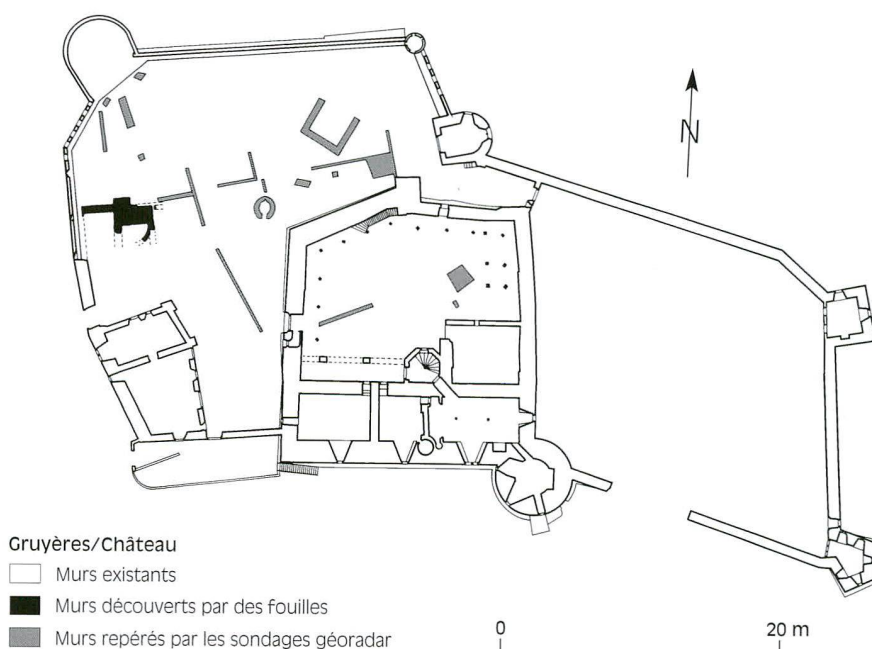 N
Gruyères/Château
Murs existants
Murs découverts par des fouilles
Murs repérés par les sondages géoradar
0 20 m